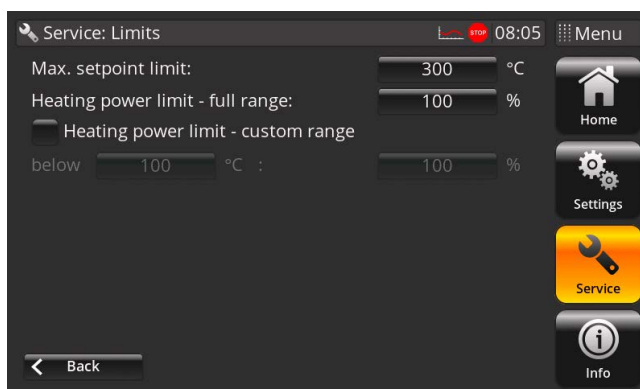 Service: Limits STOP 08:05 Menu
Max. setpoint limit: 300 °C
Heating power limit - full range: 100 %
Home
Heating power limit - custom range
below 100 °C : 100 %
Settings
Service
Back
Info